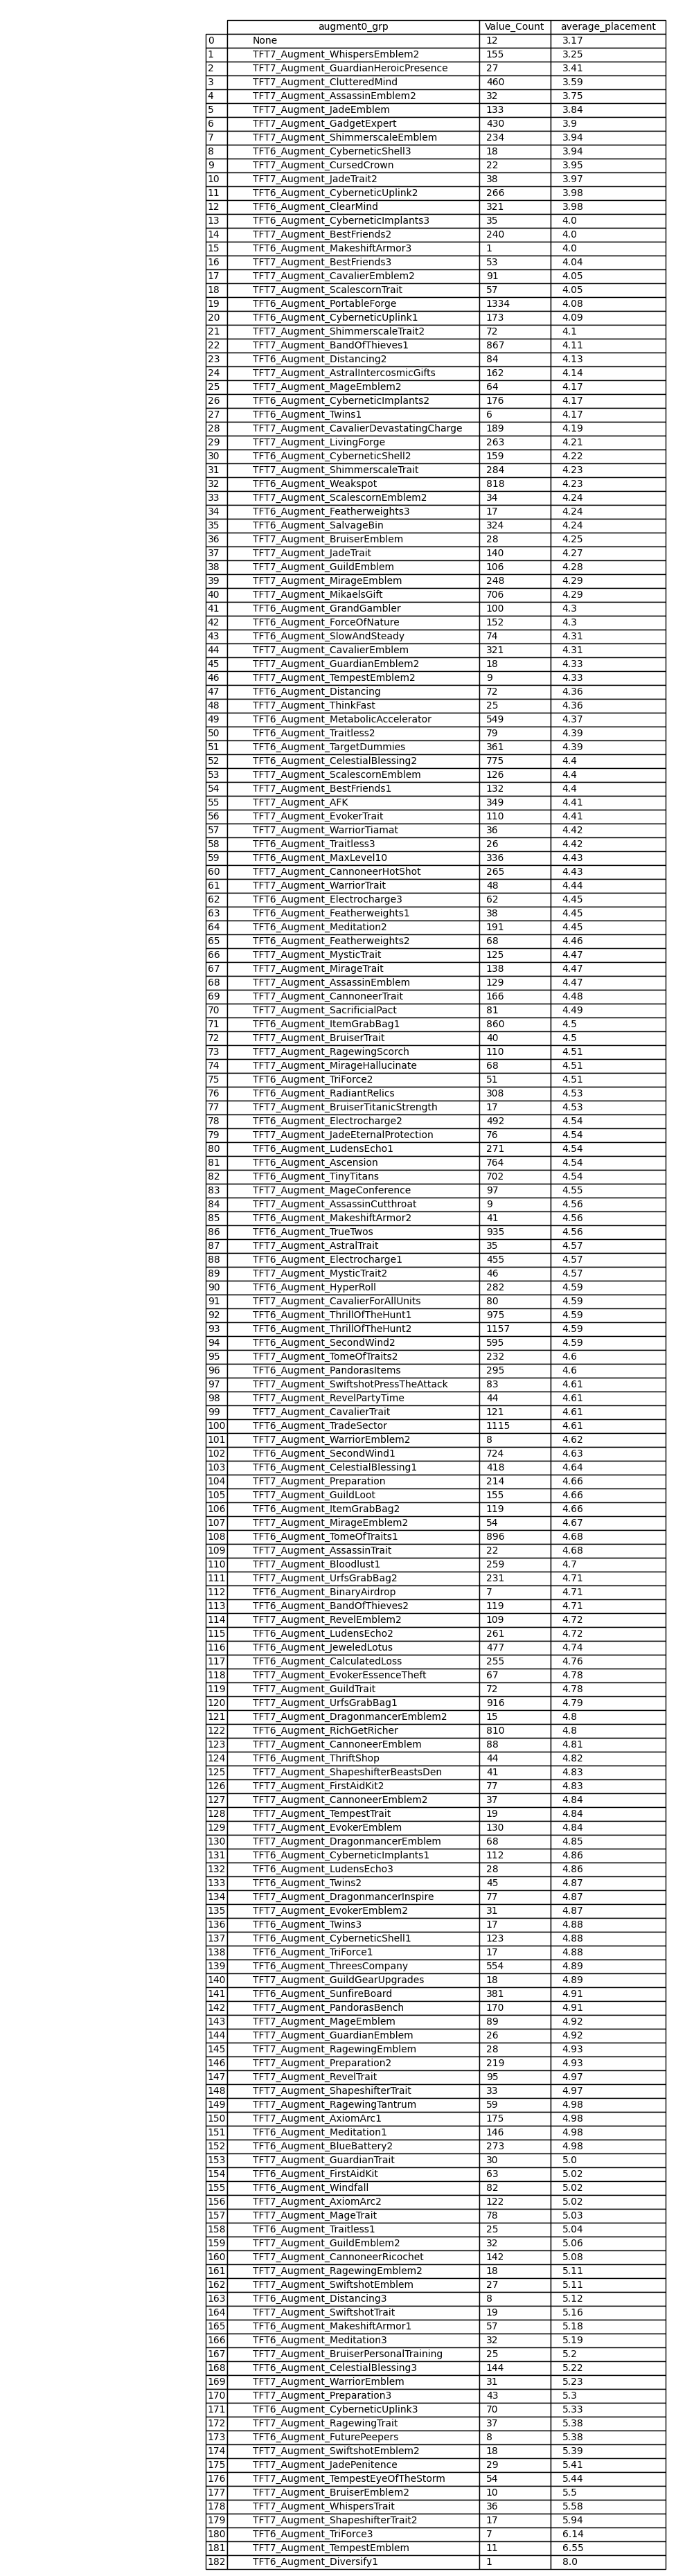 augment0_grp Value_Count average_placement
0 None 12 3.17
1 TFT7_Augment_WhispersEmblem2 155 3.25
2 TFT7_Augment_GuardianHeroicPresence 27 3.41
3 TFT7_Augment_ClutteredMind 460 3.59
4 TFT7_Augment_AssassinEmblem2 32 3.75
5 TFT7_Augment_JadeEmblem 133 3.84
6 TFT7_Augment_GadgetExpert 430 3.9
7 TFT7_Augment_ShimmerscaleEmblem 234 3.94
8 TFT6_Augment_CyberneticShell3 18 3.94
9 TFT7_Augment_CursedCrown 22 3.95
10 TFT7_Augment_JadeTrait2 38 3.97
11 TFT6_Augment_CyberneticUplink2 266 3.98
12 TFT6_Augment_ClearMind 321 3.98
13 TFT6_Augment_CyberneticImplants3 35 4.0
14 TFT7_Augment_BestFriends2 240 4.0
15 TFT6_Augment_MakeshiftArmor3 1 4.0
16 TFT7_Augment_BestFriends3 53 4.04
17 TFT7_Augment_CavalierEmblem2 91 4.05
18 TFT7_Augment_ScalescornTrait 57 4.05
19 TFT6_Augment_PortableForge 1334 4.08
20 TFT6_Augment_CyberneticUplink1 173 4.09
21 TFT7_Augment_ShimmerscaleTrait2 72 4.1
22 TFT7_Augment_BandOfThieves1 867 4.11
23 TFT6_Augment_Distancing2 84 4.13
24 TFT7_Augment_AstralIntercosmicGifts 162 4.14
25 TFT7_Augment_MageEmblem2 64 4.17
26 TFT6_Augment_CyberneticImplants2 176 4.17
27 TFT6_Augment_Twins1 6 4.17
28 TFT7_Augment_CavalierDevastatingCharge 189 4.19
29 TFT7_Augment_LivingForge 263 4.21
30 TFT6_Augment_CyberneticShell2 159 4.22
31 TFT7_Augment_ShimmerscaleTrait 284 4.23
32 TFT6_Augment_Weakspot 818 4.23
33 TFT7_Augment_ScalescornEmblem2 34 4.24
34 TFT6_Augment_Featherweights3 17 4.24
35 TFT6_Augment_SalvageBin 324 4.24
36 TFT7_Augment_BruiserEmblem 28 4.25
37 TFT7_Augment_JadeTrait 140 4.27
38 TFT7_Augment_GuildEmblem 106 4.28
39 TFT7_Augment_MirageEmblem 248 4.29
40 TFT7_Augment_MikaelsGift 706 4.29
41 TFT6_Augment_GrandGambler 100 4.3
42 TFT6_Augment_ForceOfNature 152 4.3
43 TFT6_Augment_SlowAndSteady 74 4.31
44 TFT7_Augment_CavalierEmblem 321 4.31
45 TFT7_Augment_GuardianEmblem2 18 4.33
46 TFT7_Augment_TempestEmblem2 9 4.33
47 TFT6_Augment_Distancing 72 4.36
48 TFT7_Augment_ThinkFast 25 4.36
49 TFT6_Augment_MetabolicAccelerator 549 4.37
50 TFT6_Augment_Traitless2 79 4.39
51 TFT6_Augment_TargetDummies 361 4.39
52 TFT6_Augment_CelestialBlessing2 775 4.4
53 TFT7_Augment_ScalescornEmblem 126 4.4
54 TFT7_Augment_BestFriends1 132 4.4
55 TFT7_Augment_AFK 349 4.41
56 TFT7_Augment_EvokerTrait 110 4.41
57 TFT7_Augment_WarriorTiamat 36 4.42
58 TFT6_Augment_Traitless3 26 4.42
59 TFT6_Augment_MaxLevel10 336 4.43
60 TFT7_Augment_CannoneerHotShot 265 4.43
61 TFT7_Augment_WarriorTrait 48 4.44
62 TFT6_Augment_Electrocharge3 62 4.45
63 TFT6_Augment_Featherweights1 38 4.45
64 TFT6_Augment_Meditation2 191 4.45
65 TFT6_Augment_Featherweights2 68 4.46
66 TFT7_Augment_MysticTrait 125 4.47
67 TFT7_Augment_MirageTrait 138 4.47
68 TFT7_Augment_AssassinEmblem 129 4.47
69 TFT7_Augment_CannoneerTrait 166 4.48
70 TFT7_Augment_SacrificialPact 81 4.49
71 TFT6_Augment_ItemGrabBag1 860 4.5
72 TFT7_Augment_BruiserTrait 40 4.5
73 TFT7_Augment_RagewingScorch 110 4.51
74 TFT7_Augment_MirageHallucinate 68 4.51
75 TFT6_Augment_TriForce2 51 4.51
76 TFT6_Augment_RadiantRelics 308 4.53
77 TFT7_Augment_BruiserTitanicStrength 17 4.53
78 TFT6_Augment_Electrocharge2 492 4.54
79 TFT7_Augment_JadeEternalProtection 76 4.54
80 TFT6_Augment_LudensEcho1 271 4.54
81 TFT6_Augment_Ascension 764 4.54
82 TFT6_Augment_TinyTitans 702 4.54
83 TFT7_Augment_MageConference 97 4.55
84 TFT7_Augment_AssassinCutthroat 9 4.56
85 TFT6_Augment_MakeshiftArmor2 41 4.56
86 TFT6_Augment_TrueTwos 935 4.56
87 TFT7_Augment_AstralTrait 35 4.57
88 TFT6_Augment_Electrocharge1 455 4.57
89 TFT7_Augment_MysticTrait2 46 4.57
90 TFT6_Augment_HyperRoll 282 4.59
91 TFT7_Augment_CavalierForAllUnits 80 4.59
92 TFT6_Augment_ThrillOfTheHunt1 975 4.59
93 TFT6_Augment_ThrillOfTheHunt2 1157 4.59
94 TFT6_Augment_SecondWind2 595 4.59
95 TFT7_Augment_TomeOfTraits2 232 4.6
96 TFT6_Augment_PandorasItems 295 4.6
97 TFT7_Augment_SwiftshotPressTheAttack 83 4.61
98 TFT7_Augment_RevelPartyTime 44 4.61
99 TFT7_Augment_CavalierTrait 121 4.61
100 TFT6_Augment_TradeSector 1115 4.61
101 TFT7_Augment_WarriorEmblem2 8 4.62
102 TFT6_Augment_SecondWind1 724 4.63
103 TFT6_Augment_CelestialBlessing1 418 4.64
104 TFT7_Augment_Preparation 214 4.66
105 TFT7_Augment_GuildLoot 155 4.66
106 TFT6_Augment_ItemGrabBag2 119 4.66
107 TFT7_Augment_MirageEmblem2 54 4.67
108 TFT6_Augment_TomeOfTraits1 896 4.68
109 TFT7_Augment_AssassinTrait 22 4.68
110 TFT7_Augment_Bloodlust1 259 4.7
111 TFT7_Augment_UrfsGrabBag2 231 4.71
112 TFT6_Augment_BinaryAirdrop 7 4.71
113 TFT7_Augment_BandOfThieves2 119 4.71
114 TFT7_Augment_RevelEmblem2 109 4.72
115 TFT6_Augment_LudensEcho2 261 4.72
116 TFT6_Augment_JeweledLotus 477 4.74
117 TFT6_Augment_CalculatedLoss 255 4.76
118 TFT7_Augment_EvokerEssenceTheft 67 4.78
119 TFT7_Augment_GuildTrait 72 4.78
120 TFT7_Augment_UrfsGrabBag1 916 4.79
121 TFT7_Augment_DragonmancerEmblem2 15 4.8
122 TFT6_Augment_RichGetRicher 810 4.8
123 TFT7_Augment_CannoneerEmblem 88 4.81
124 TFT6_Augment_ThriftShop 44 4.82
125 TFT7_Augment_ShapeshifterBeastsDen 41 4.83
126 TFT7_Augment_FirstAidKit2 77 4.83
127 TFT7_Augment_CannoneerEmblem2 37 4.84
128 TFT7_Augment_TempestTrait 19 4.84
129 TFT7_Augment_EvokerEmblem 130 4.84
130 TFT7_Augment_DragonmancerEmblem 68 4.85
131 TFT6_Augment_CyberneticImplants1 112 4.86
132 TFT6_Augment_LudensEcho3 28 4.86
133 TFT6_Augment_Twins2 45 4.87
134 TFT7_Augment_DragonmancerInspire 77 4.87
135 TFT7_Augment_EvokerEmblem2 31 4.87
136 TFT6_Augment_Twins3 17 4.88
137 TFT6_Augment_CyberneticShell1 123 4.88
138 TFT6_Augment_TriForce1 17 4.88
139 TFT6_Augment_ThreesCompany 554 4.89
140 TFT7_Augment_GuildGearUpgrades 18 4.89
141 TFT6_Augment_SunfireBoard 381 4.91
142 TFT7_Augment_PandorasBench 170 4.91
143 TFT7_Augment_MageEmblem 89 4.92
144 TFT7_Augment_GuardianEmblem 26 4.92
145 TFT7_Augment_RagewingEmblem 28 4.93
146 TFT7_Augment_Preparation2 219 4.93
147 TFT7_Augment_RevelTrait 95 4.97
148 TFT7_Augment_ShapeshifterTrait 33 4.97
149 TFT7_Augment_RagewingTantrum 59 4.98
150 TFT7_Augment_AxiomArc1 175 4.98
151 TFT6_Augment_Meditation1 146 4.98
152 TFT6_Augment_BlueBattery2 273 4.98
153 TFT7_Augment_GuardianTrait 30 5.0
154 TFT6_Augment_FirstAidKit 63 5.02
155 TFT6_Augment_Windfall 82 5.02
156 TFT7_Augment_AxiomArc2 122 5.02
157 TFT7_Augment_MageTrait 78 5.03
158 TFT6_Augment_Traitless1 25 5.04
159 TFT7_Augment_GuildEmblem2 32 5.06
160 TFT7_Augment_CannoneerRicochet 142 5.08
161 TFT7_Augment_RagewingEmblem2 18 5.11
162 TFT7_Augment_SwiftshotEmblem 27 5.11
163 TFT6_Augment_Distancing3 8 5.12
164 TFT7_Augment_SwiftshotTrait 19 5.16
165 TFT6_Augment_MakeshiftArmor1 57 5.18
166 TFT6_Augment_Meditation3 32 5.19
167 TFT7_Augment_BruiserPersonalTraining 25 5.2
168 TFT6_Augment_CelestialBlessing3 144 5.22
169 TFT7_Augment_WarriorEmblem 31 5.23
170 TFT7_Augment_Preparation3 43 5.3
171 TFT6_Augment_CyberneticUplink3 70 5.33
172 TFT7_Augment_RagewingTrait 37 5.38
173 TFT6_Augment_FuturePeepers 8 5.38
174 TFT7_Augment_SwiftshotEmblem2 18 5.39
175 TFT7_Augment_JadePenitence 29 5.41
176 TFT7_Augment_TempestEyeOfTheStorm 54 5.44
177 TFT7_Augment_BruiserEmblem2 10 5.5
178 TFT7_Augment_WhispersTrait 36 5.58
179 TFT7_Augment_ShapeshifterTrait2 17 5.94
180 TFT6_Augment_TriForce3 7 6.14
181 TFT7_Augment_TempestEmblem 11 6.55
182 TFT6_Augment_Diversify1 1 8.0